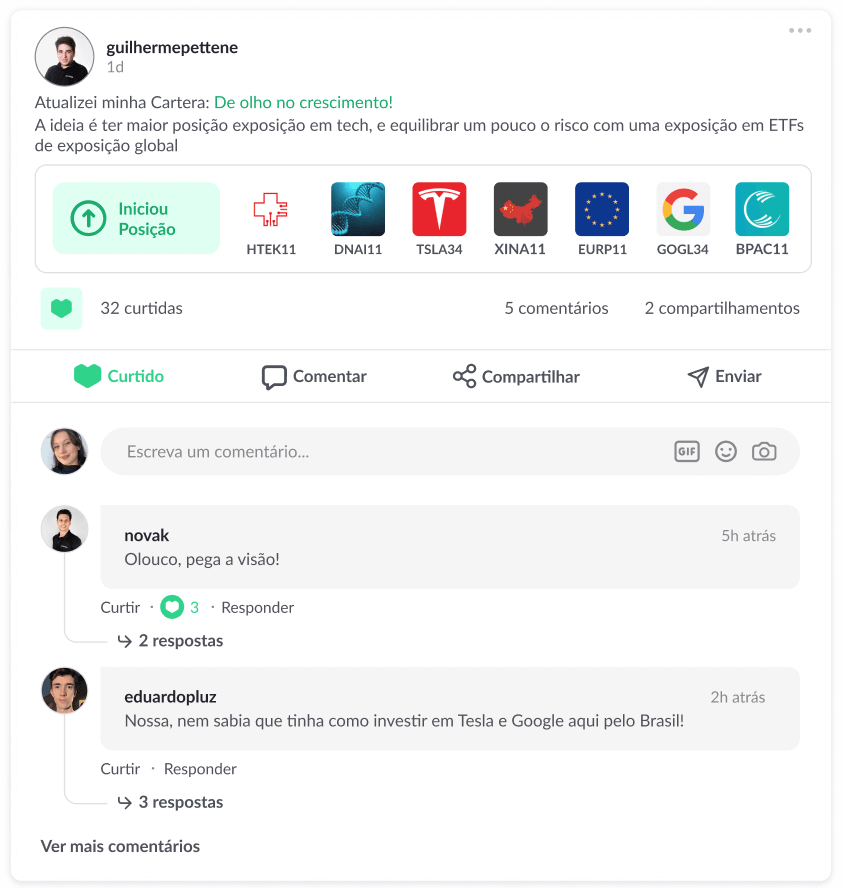 guilhermepettene
1d
Atualizei minha Cartera: De olho no crescimento!
A ideia é ter maior posição exposição em tech, e equilibrar um pouco o risco com uma exposição em ETFs
de exposição global
Iniciou
Posição
HTEK11 DNAI11 TSLA34 XINA11 EURP11 GOGL34 BPAC11
32 curtidas 5 comentários 2 compartilhamentos
Curtido Comentar Compartilhar Enviar
Escreva um comentário... GIF
novak 5h atrás
Olouco, pega a visão!
Curtir · 3 · Responder
2 respostas
eduardopluz 2h atrás
Nossa, nem sabia que tinha como investir em Tesla e Google aqui pelo Brasil!
Curtir · Responder
3 respostas
Ver mais comentários